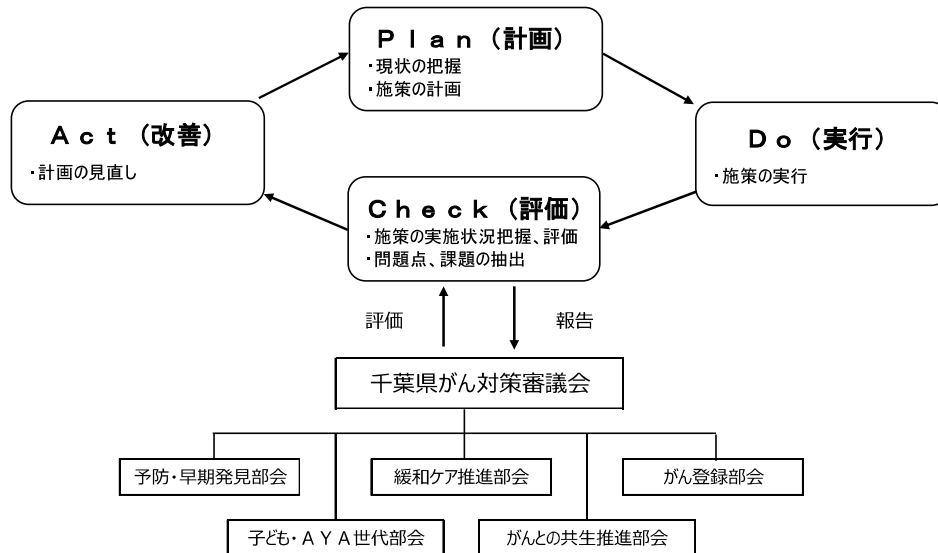 Plan（計画）
・現状の把握
・施策の計画
Act（改善）
・計画の見直し
Do（実行）
・施策の実行
Check（評価）
・施策の実施状況把握、評価
・問題点、課題の抽出
評価
報告
千葉県がん対策審議会
予防・早期発見部会
緩和ケア推進部会
がん登録部会
子ども・ＡＹＡ世代部会
がんとの共生推進部会